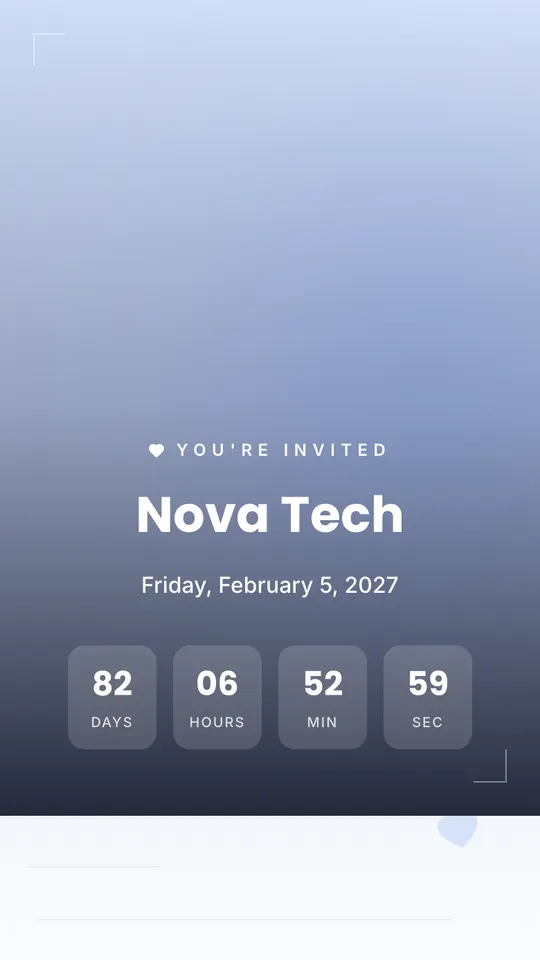 YOU'RE INVITED
Nova Tech
Friday, February 5, 2027
82 06 52 59
DAYS HOURS MIN SEC